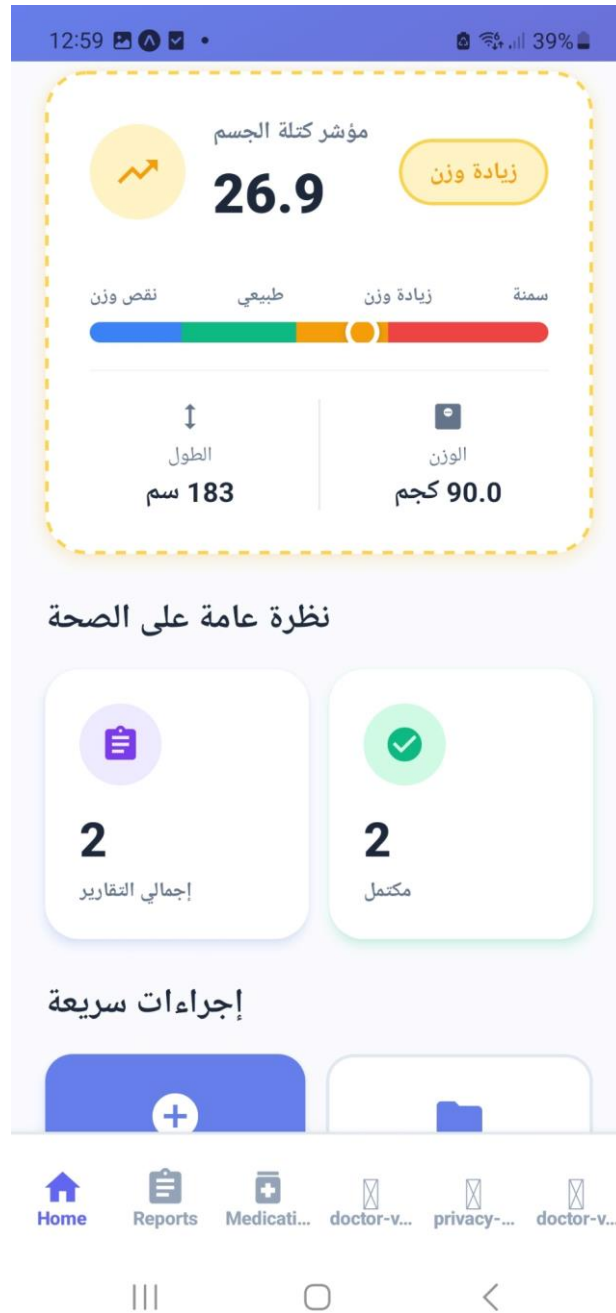 12:59
39%
مؤشر كتلة الجسم
26.9
زيادة وزن
نقص وزن
طبيعي
زيادة وزن
سمنة
الطول
183 سم
الوزن
90.0 كجم
نظرة عامة على الصحة
2
إجمالي التقارير
2
مكتمل
إجراءات سريعة
Home
Reports
Medicati...
doctor-v...
privacy-...
doctor-v...